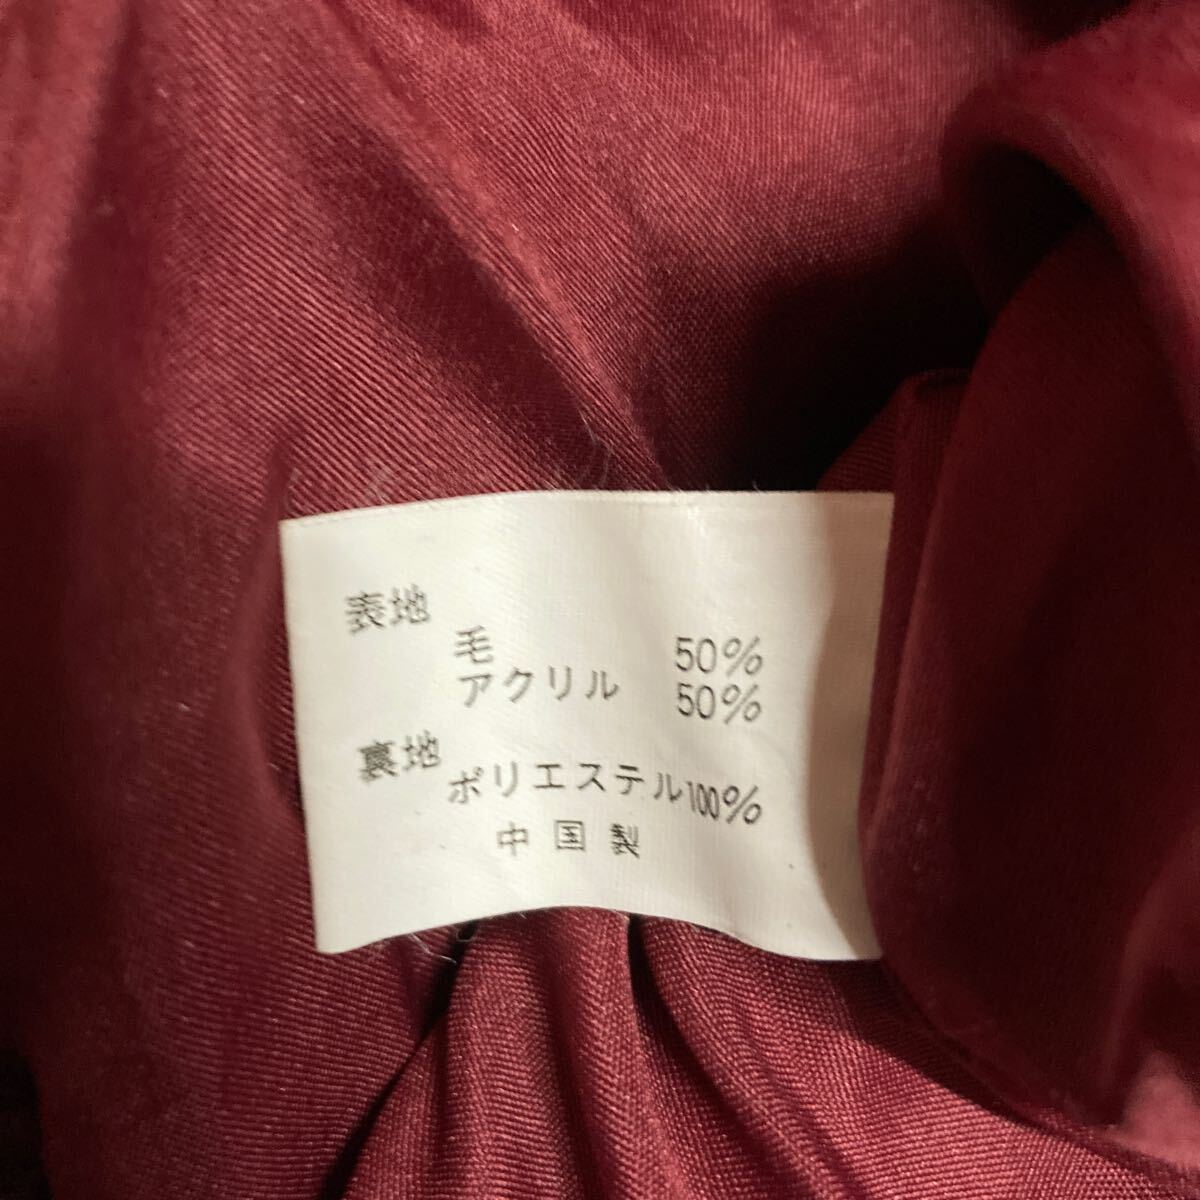 表地
毛 50%
アクリル 50%
裏地
ポリエステル100%
中国製